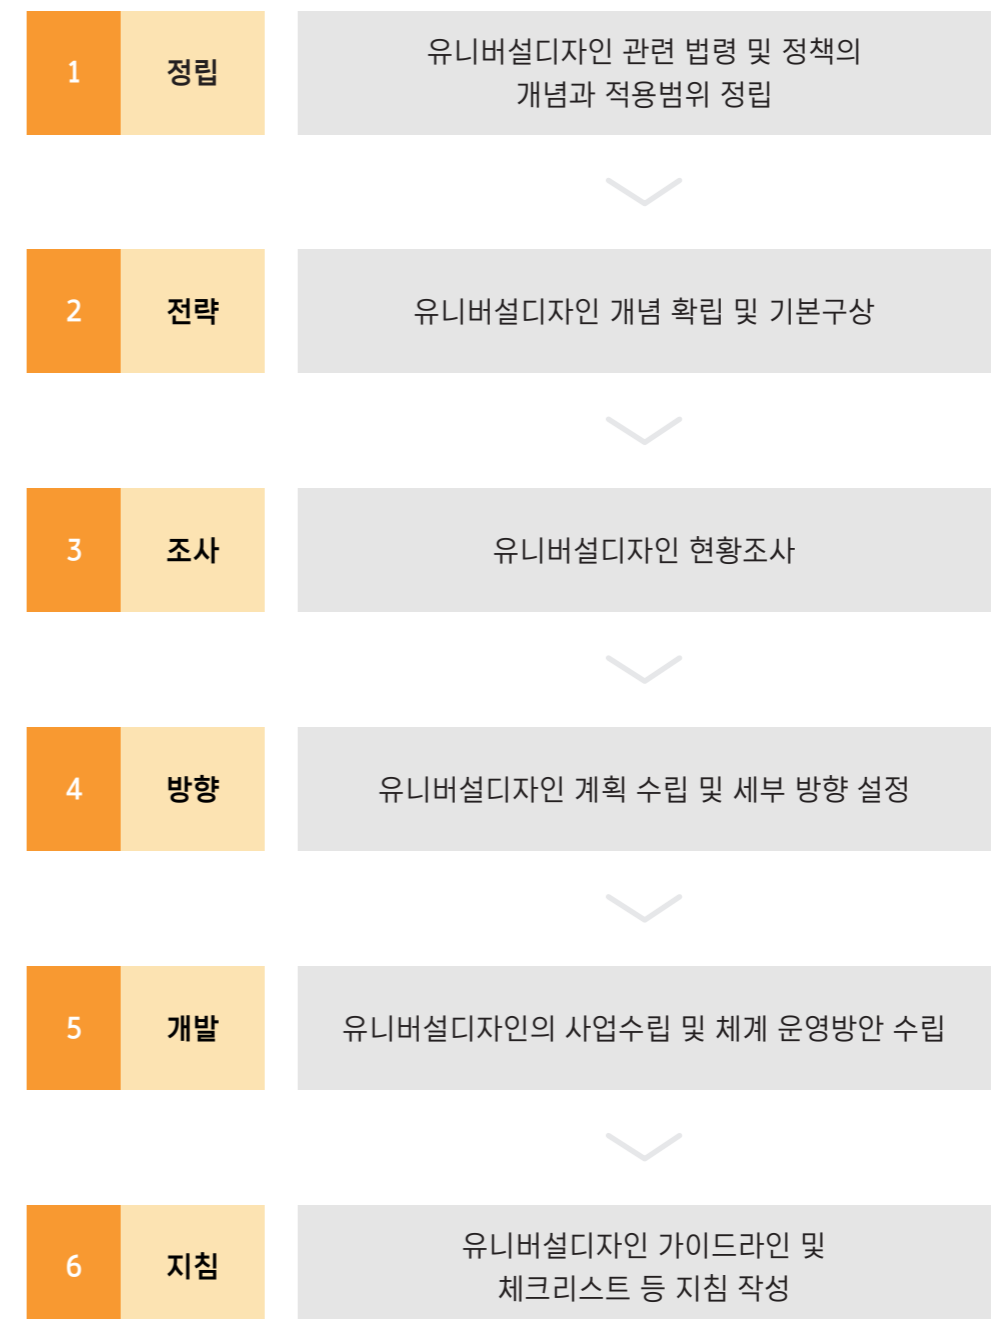 1
정립
유니버설디자인 관련 법령 및 정책의
개념과 적용범위 정립
2
전략
유니버설디자인 개념 확립 및 기본구상
3
조사
유니버설디자인 현황조사
4
방향
유니버설디자인 계획 수립 및 세부 방향 설정
5
개발
유니버설디자인의 사업수립 및 체계 운영방안 수립
6
지침
유니버설디자인 가이드라인 및
체크리스트 등 지침 작성